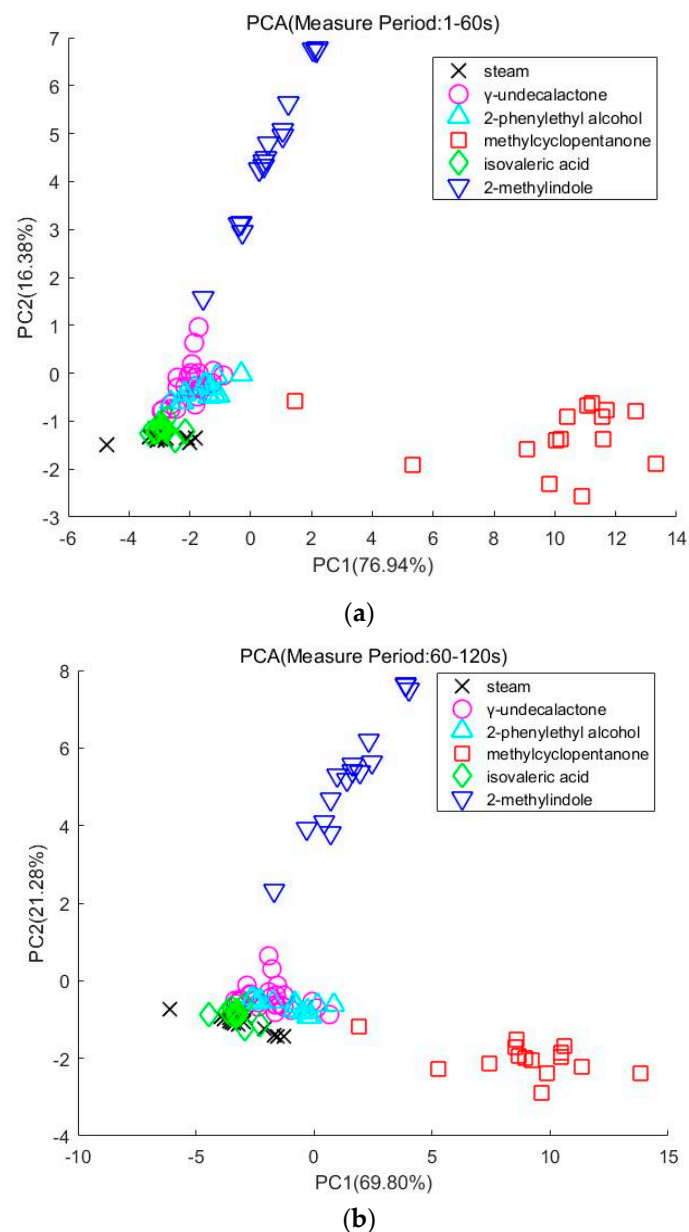 PCA(Measure Period:1-60s)
7
6
5
4
3
2
1
0
-1
-2
-3
PC2(16.38%)
steam
γ-undecalactone
2-phenylethyl alcohol
methylcyclopentanone
isovaleric acid
2-methylindole
-6 -4 -2 0 2 4 6 8 10 12 14
PC1(76.94%)
(a)
PCA(Measure Period:60-120s)
8
6
4
2
0
-2
-4
PC2(21.28%)
steam
γ-undecalactone
2-phenylethyl alcohol
methylcyclopentanone
isovaleric acid
2-methylindole
-10 -5 0 5 10 15
PC1(69.80%)
(b)